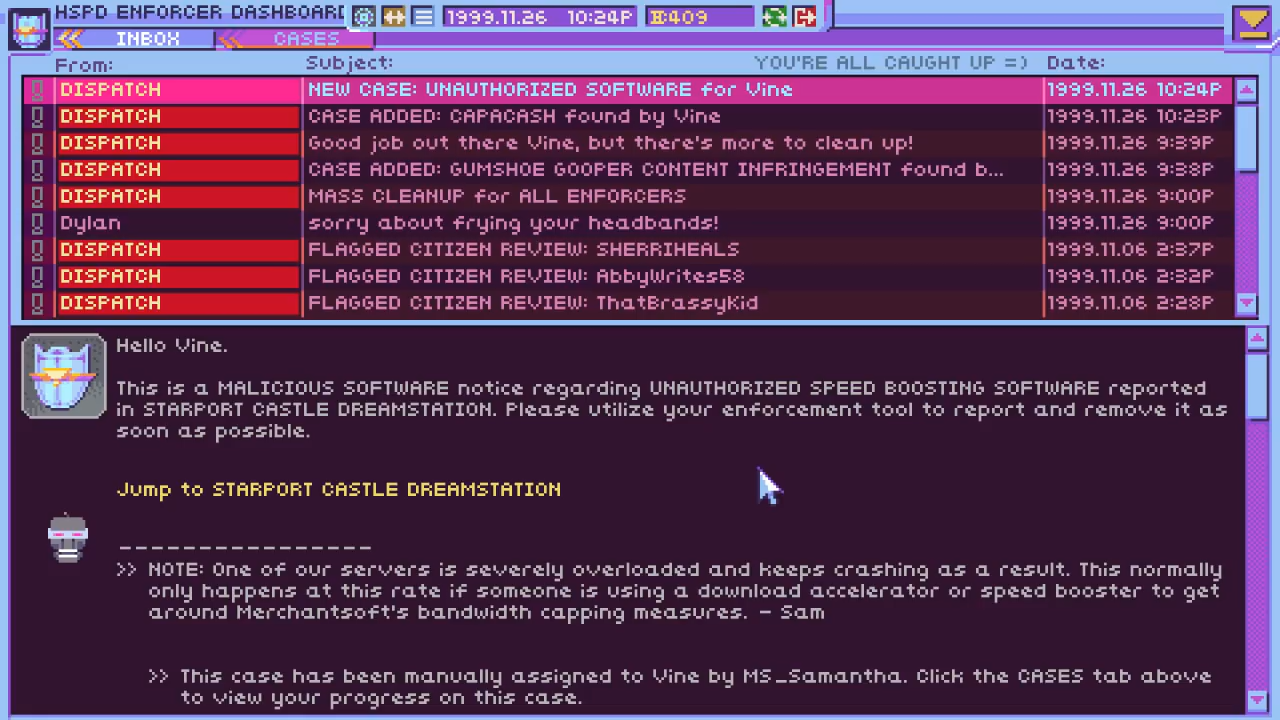 HSPD ENFORCER DASHBOARD
1999.11.26 10:24P
409
INBOX
CASES
From:
Subject:
YOU'RE ALL CAUGHT UP =)
Date:
DISPATCH NEW CASE: UNAUTHORIZED SOFTWARE for Vine 1999.11.26 10:24P
DISPATCH CASE ADDED: CAPACASH found by Vine 1999.11.26 10:23P
DISPATCH Good job out there Vine, but there's more to clean up! 1999.11.26 9:39P
DISPATCH CASE ADDED: GUMSHOE GOOPER CONTENT INFRINGEMENT found b... 1999.11.26 9:38P
DISPATCH MASS CLEANUP for ALL ENFORCERS 1999.11.26 9:00P
Dylan sorry about frying your headbands! 1999.11.26 9:00P
DISPATCH FLAGGED CITIZEN REVIEW: SHERRIHEALS 1999.11.06 2:37P
DISPATCH FLAGGED CITIZEN REVIEW: AbbyWrites58 1999.11.06 2:32P
DISPATCH FLAGGED CITIZEN REVIEW: ThatBrassyKid 1999.11.06 2:28P
Hello Vine.
This is a MALICIOUS SOFTWARE notice regarding UNAUTHORIZED SPEED BOOSTING SOFTWARE reported
in STARPORT CASTLE DREAMSTATION. Please utilize your enforcement tool to report and remove it as
soon as possible.
Jump to STARPORT CASTLE DREAMSTATION
----------------
>> NOTE: One of our servers is severely overloaded and keeps crashing as a result. This normally
only happens at this rate if someone is using a download accelerator or speed booster to get
around Merchantsoft's bandwidth capping measures. - Sam
>> This case has been manually assigned to Vine by MS_Samantha. Click the CASES tab above
to view your progress on this case.